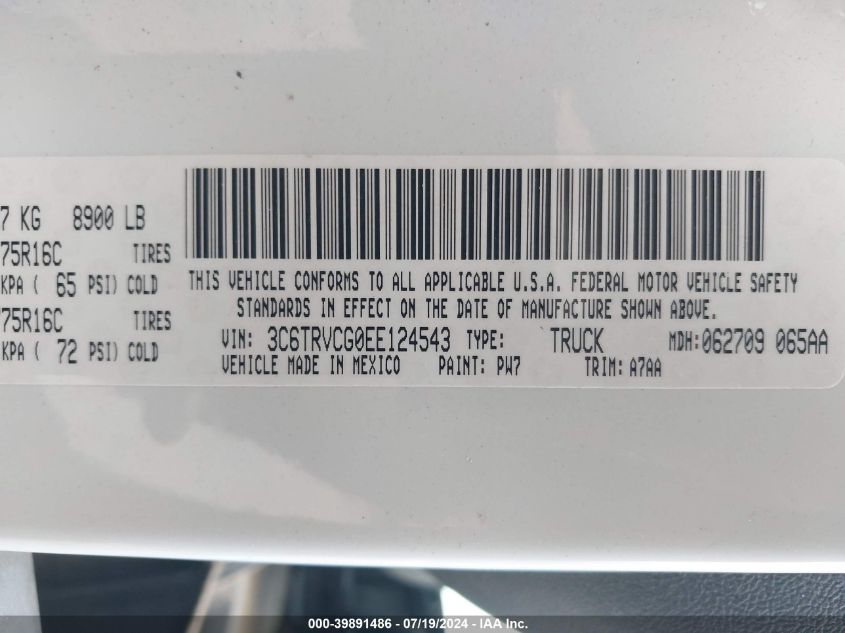 7 KG 8900 LB
75R16C TIRES
KPA ( 65 PSI) COLD
75R16C TIRES
KPA ( 72 PSI) COLD
THIS VEHICLE CONFORMS TO ALL APPLICABLE U.S.A. FEDERAL MOTOR VEHICLE SAFETY
STANDARDS IN EFFECT ON THE DATE OF MANUFACTURE SHOWN ABOVE.
VIN: 3C6TRVCG0EE124543 TYPE: TRUCK MDH:062709 065AA
VEHICLE MADE IN MEXICO PAINT: PW7 TRIM: A7AA
000-39891486 - 07/19/2024 - IAA Inc.